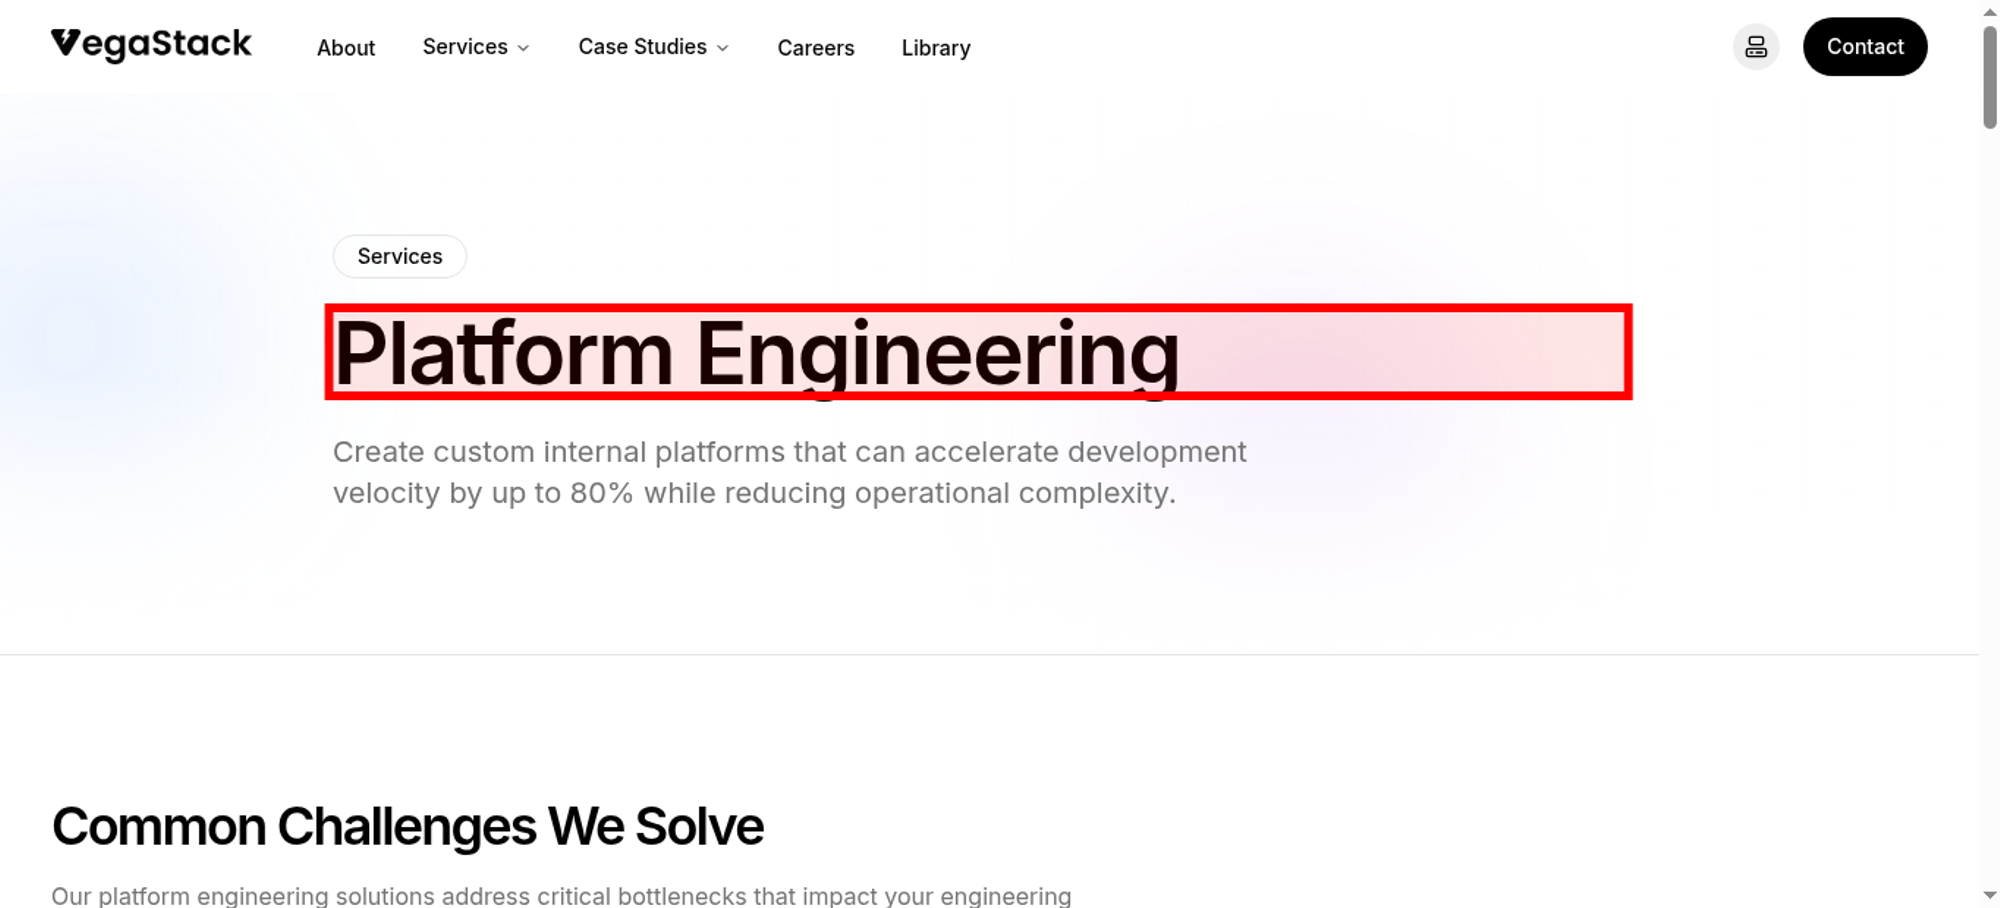 VegaStack
About
Services
Case Studies
Careers
Library
Contact
Services
Platform Engineering
Create custom internal platforms that can accelerate development
velocity by up to 80% while reducing operational complexity.
Common Challenges We Solve
Our platform engineering solutions address critical bottlenecks that impact your engineering